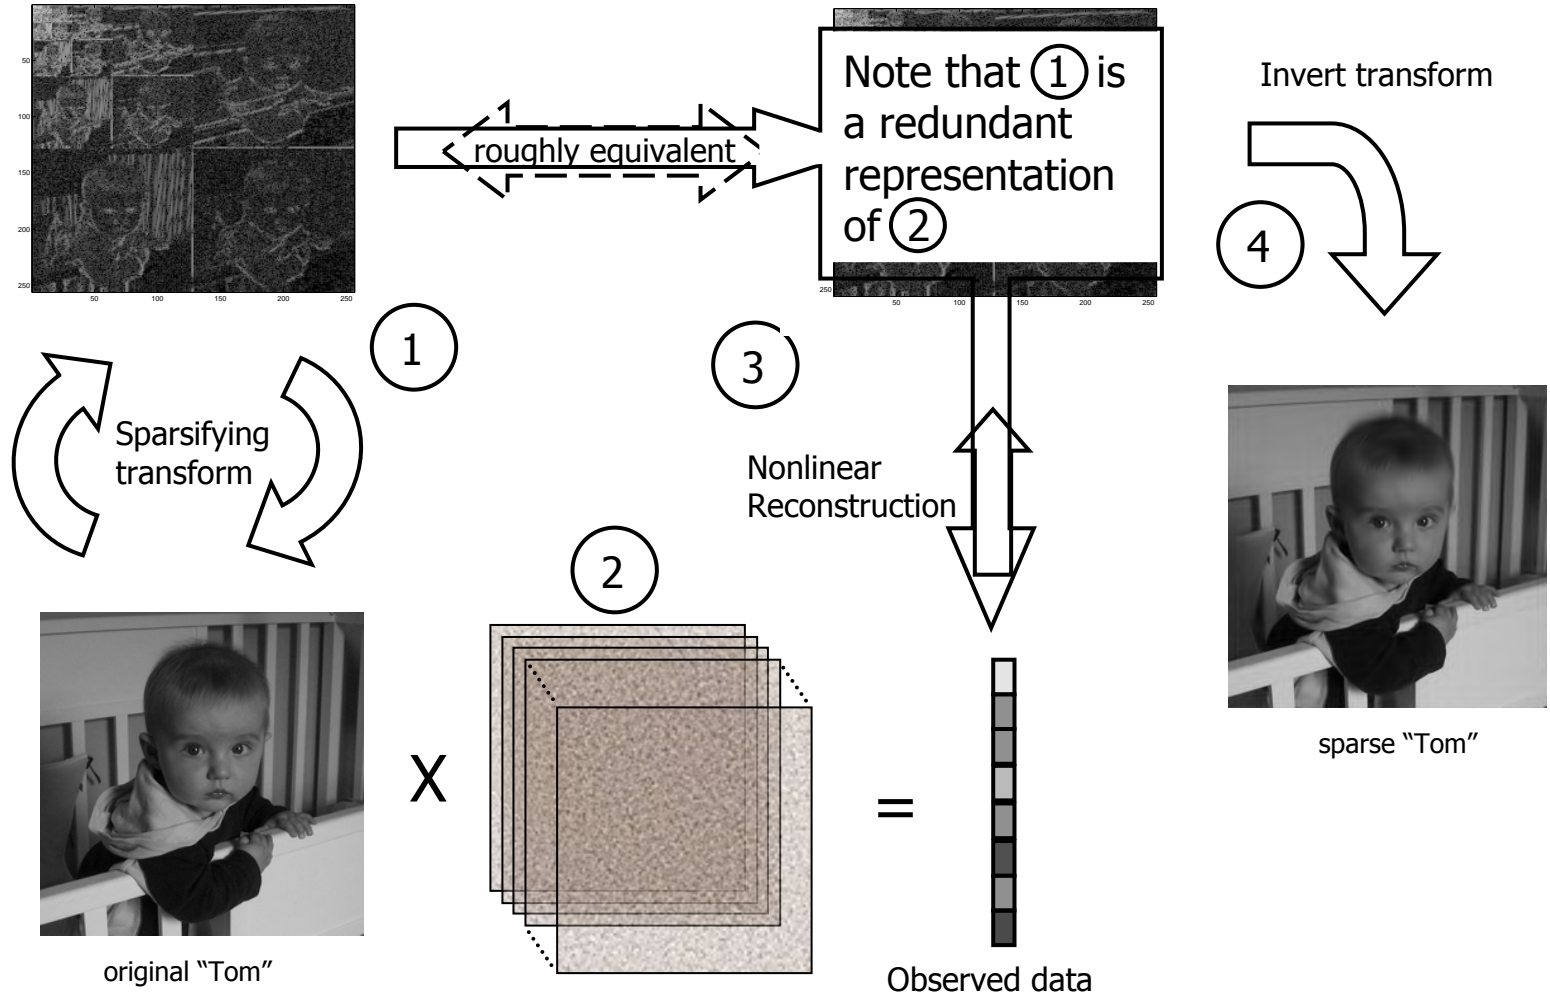 50
100
150
200
250
50
100
150
200
250
roughly equivalent
Note that 1 is
a redundant
representation
of 2
250
50
100
150
200
250
Invert transform
4
1
3
Sparsifying
transform
Nonlinear
Reconstruction
2
X
=
sparse “Tom”
original “Tom”
Observed data